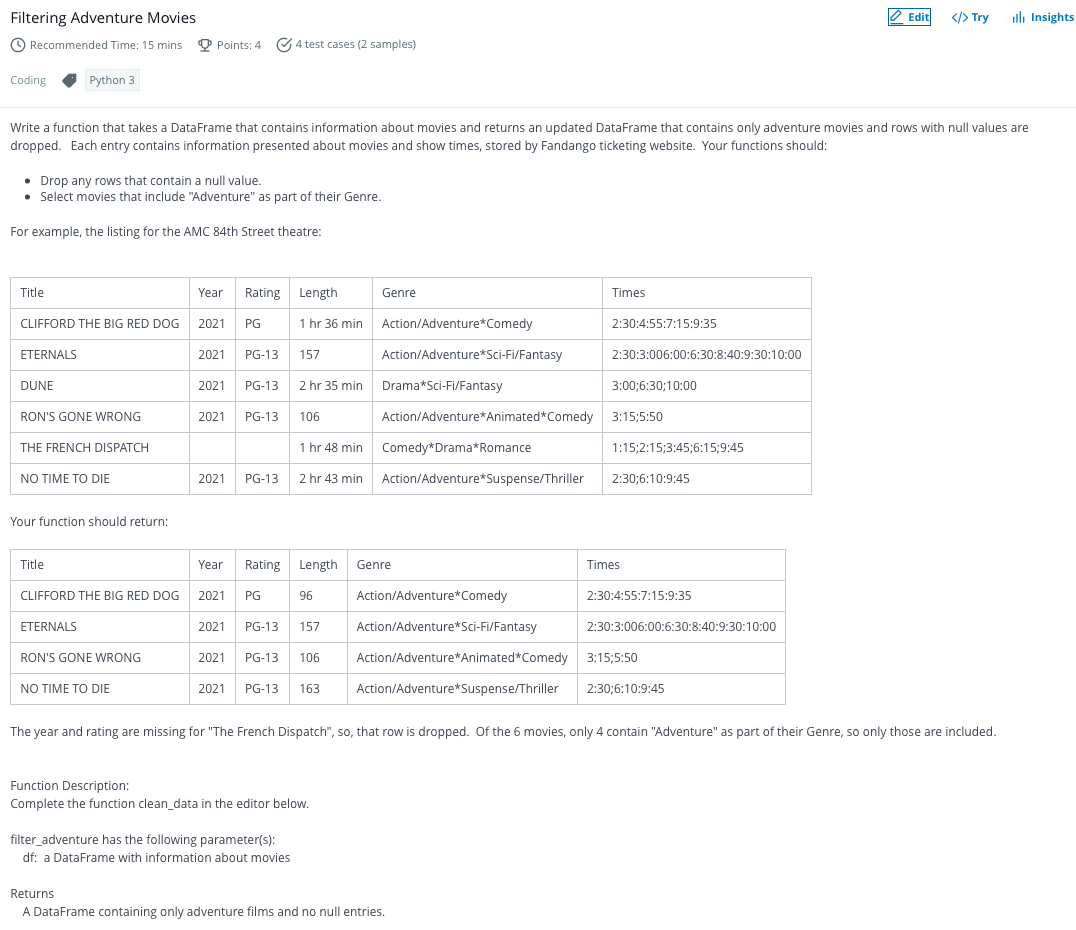 Filtering Adventure Movies
Edit
</> Try
Insights
Recommended Time: 15 mins
Points: 4
4 test cases (2 samples)
Coding
Python 3
Write a function that takes a DataFrame that contains information about movies and returns an updated DataFrame that contains only adventure movies and rows with null values are
dropped. Each entry contains information presented about movies and show times, stored by Fandango ticketing website. Your functions should:
• Drop any rows that contain a null value.
• Select movies that include "Adventure" as part of their Genre.
For example, the listing for the AMC 84th Street theatre:
Title Year Rating Length Genre Times
CLIFFORD THE BIG RED DOG 2021 PG 1 hr 36 min Action/Adventure*Comedy 2:30:4:55:7:15:9:35
ETERNALS 2021 PG-13 157 Action/Adventure*Sci-Fi/Fantasy 2:30:3:006:00:6:30:8:40:9:30:10:00
DUNE 2021 PG-13 2 hr 35 min Drama*Sci-Fi/Fantasy 3:00;6:30;10:00
RON'S GONE WRONG 2021 PG-13 106 Action/Adventure*Animated*Comedy 3:15;5:50
THE FRENCH DISPATCH 1 hr 48 min Comedy*Drama*Romance 1:15;2:15;3:45;6:15;9:45
NO TIME TO DIE 2021 PG-13 2 hr 43 min Action/Adventure*Suspense/Thriller 2:30;6:10:9:45
Your function should return:
Title Year Rating Length Genre Times
CLIFFORD THE BIG RED DOG 2021 PG 96 Action/Adventure*Comedy 2:30:4:55:7:15:9:35
ETERNALS 2021 PG-13 157 Action/Adventure*Sci-Fi/Fantasy 2:30:3:006:00:6:30:8:40:9:30:10:00
RON'S GONE WRONG 2021 PG-13 106 Action/Adventure*Animated*Comedy 3:15;5:50
NO TIME TO DIE 2021 PG-13 163 Action/Adventure*Suspense/Thriller 2:30;6:10:9:45
The year and rating are missing for "The French Dispatch", so, that row is dropped. Of the 6 movies, only 4 contain "Adventure" as part of their Genre, so only those are included.
Function Description:
Complete the function clean_data in the editor below.
filter_adventure has the following parameter(s):
df: a DataFrame with information about movies
Returns
A DataFrame containing only adventure films and no null entries.